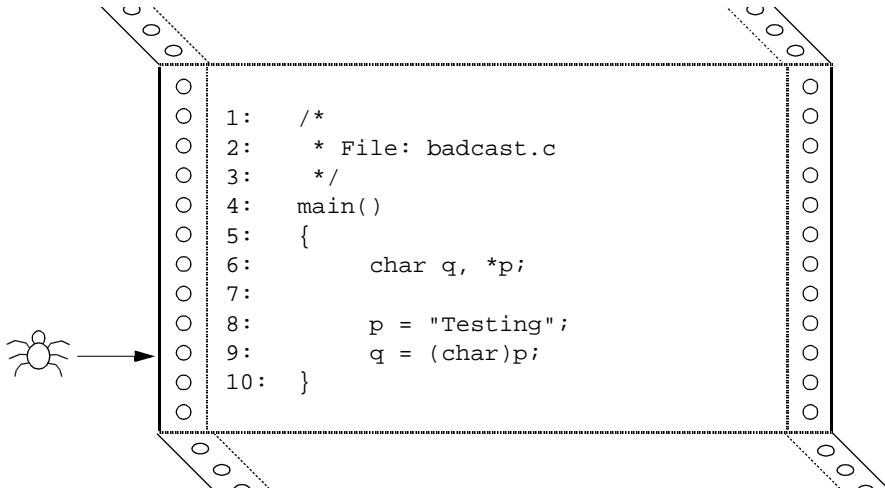 1:    /*
2:     * File: badcast.c
3:     */
4:    main()
5:    {
6:        char q, *p;
7:
8:        p = "Testing";
9:        q = (char)p;
10:   }